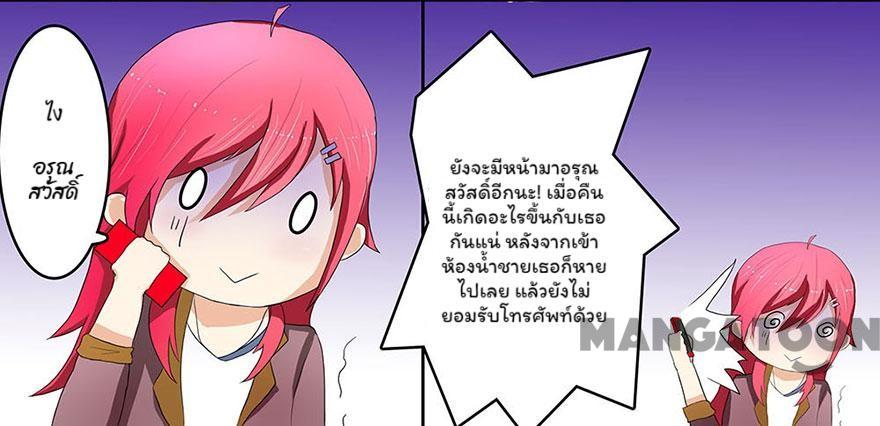 ไง
อรุณ
สวัสดิ์
ยังจะมีหน้ามาอรุณ
สวัสดิ์อีกนะ! เมื่อคืน
นี้เกิดอะไรขึ้นกับเธอ
กันแน่ หลังจากเข้า
ห้องน้ำชายเธอก็หาย
ไปเลย แล้วยังไม่
ยอมรับโทรศัพท์ด้วย
MANGATOON